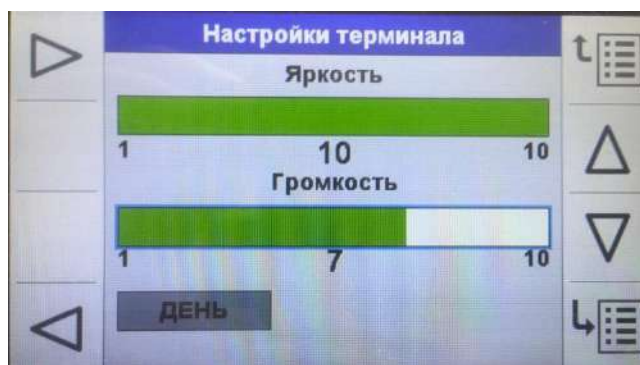 Настройки терминала
Яркость
1 10 10
Громкость
1 7 10
ДЕНЬ